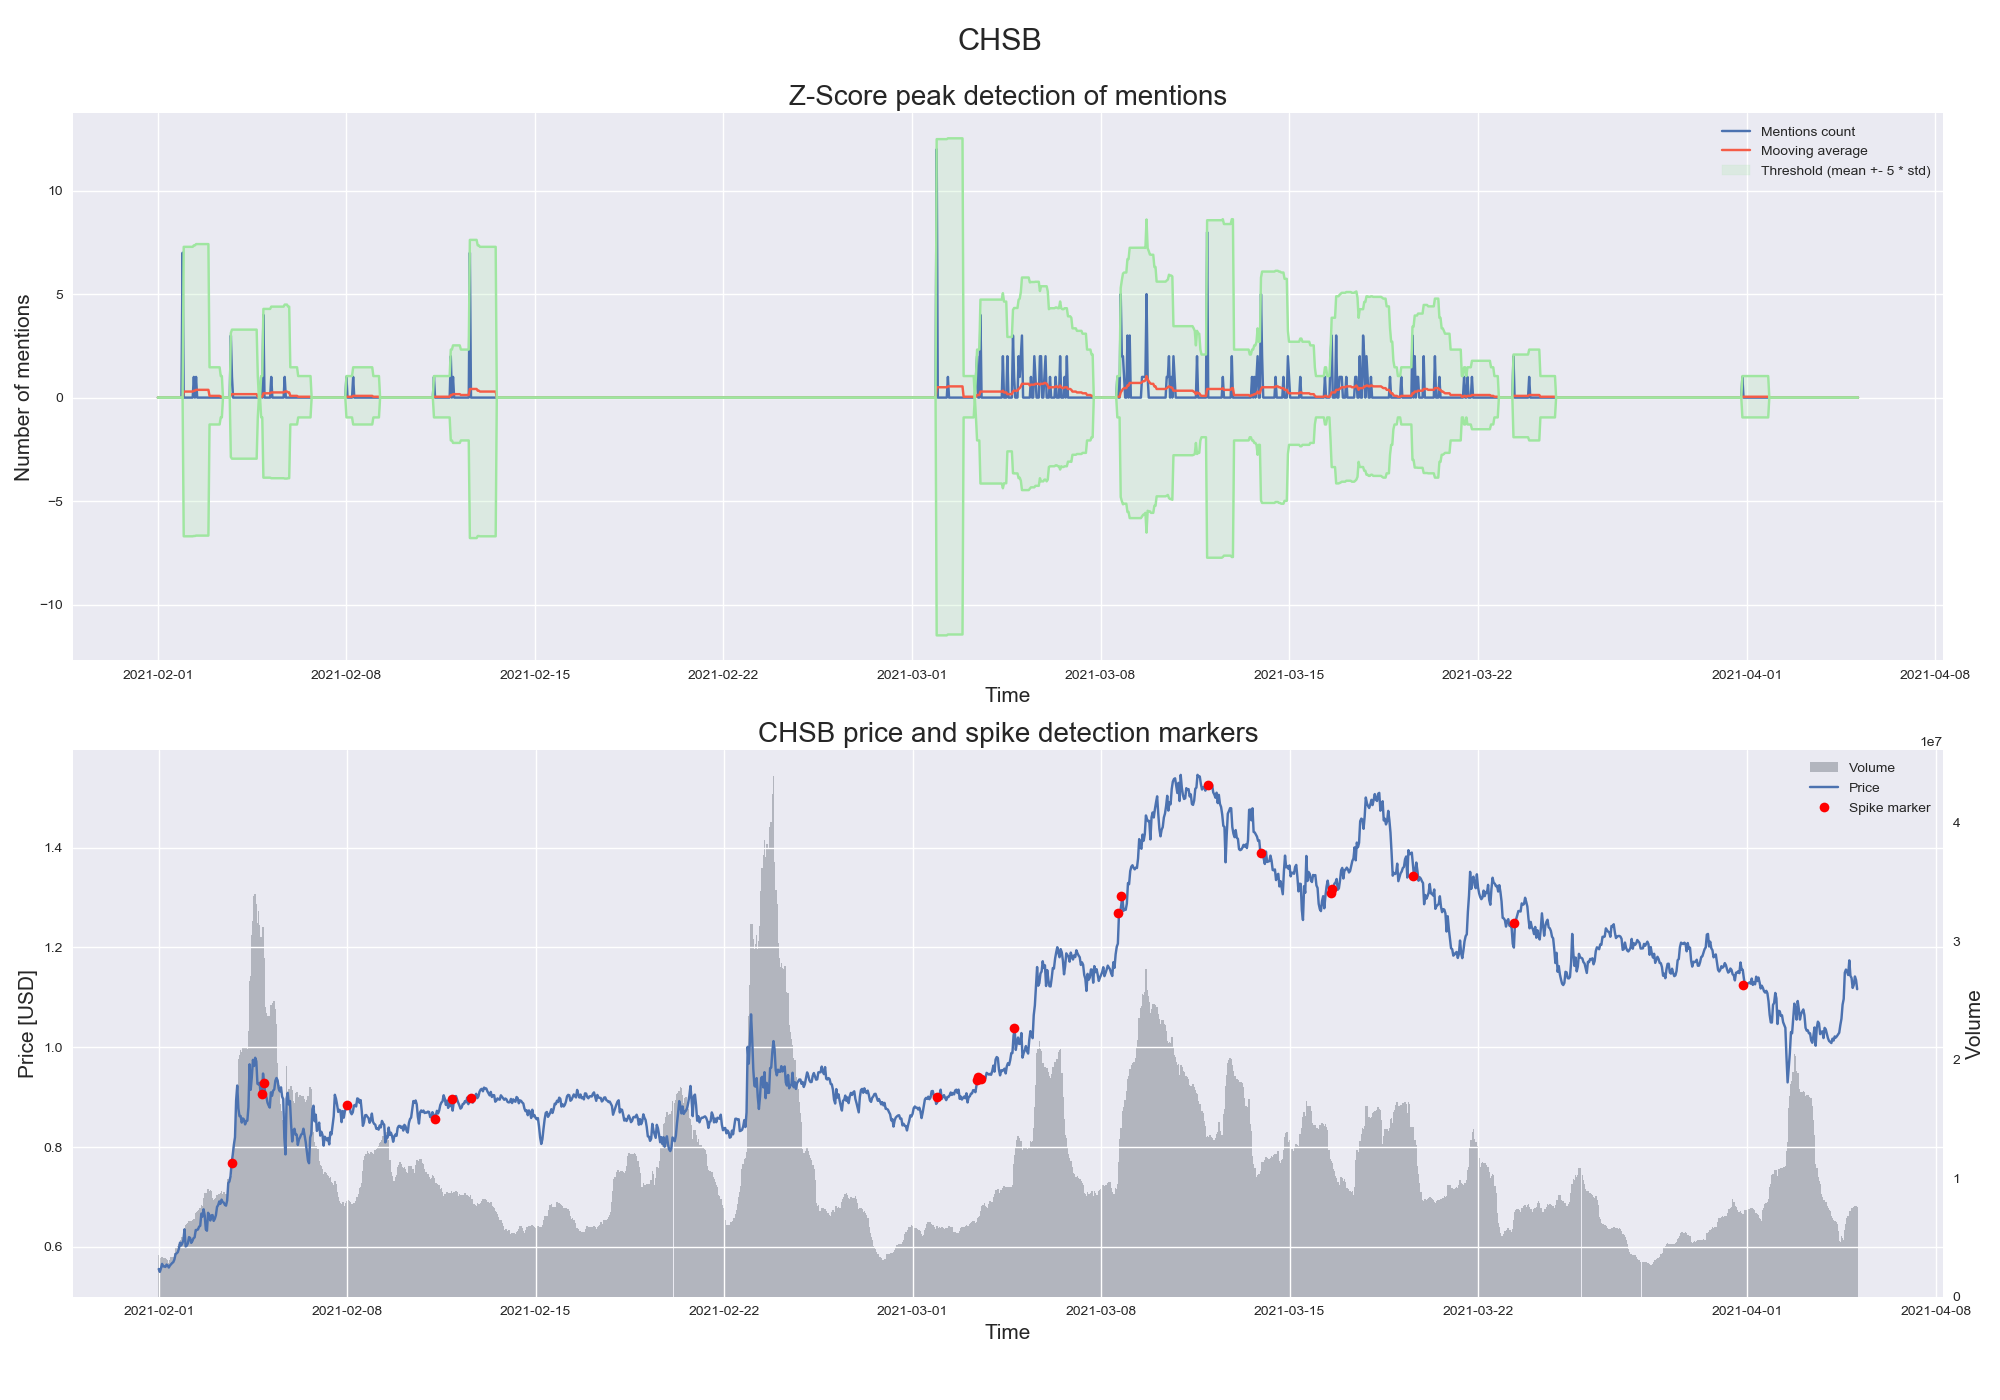 CHSB
Z-Score peak detection of mentions
Mentions count
Mooving average
Threshold (mean +- 5 * std)
Number of mentions
10
5
0
−5
−10
2021-02-01 2021-02-08 2021-02-15 2021-02-22 2021-03-01 2021-03-08 2021-03-15 2021-03-22 2021-04-01 2021-04-08
Time
CHSB price and spike detection markers
1e7
Volume
Price
Spike marker
Price [USD]
1.4
1.2
1.0
0.8
0.6
4
3
2
1
0
Volume
2021-02-01 2021-02-08 2021-02-15 2021-02-22 2021-03-01 2021-03-08 2021-03-15 2021-03-22 2021-04-01 2021-04-08
Time